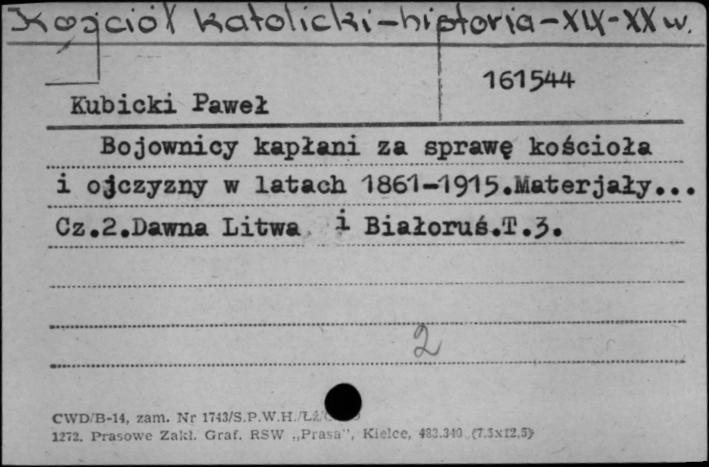 Kościół katolicki-historia-XIX-XX w.
161544
Kubicki Paweł
Bojownicy kapłani za sprawę kościoła
i ojczyzny w latach 1861-1915.Materjały...
Cz.2.Dawna Litwa i Białoruś.T.3.
2
CWD/B-14, zam. Nr 1743/S.P.W.H./Łź/
1272. Prasowe Zakł. Graf. RSW „Prasa”, Kielce, 483.340 (7.5x12.5)